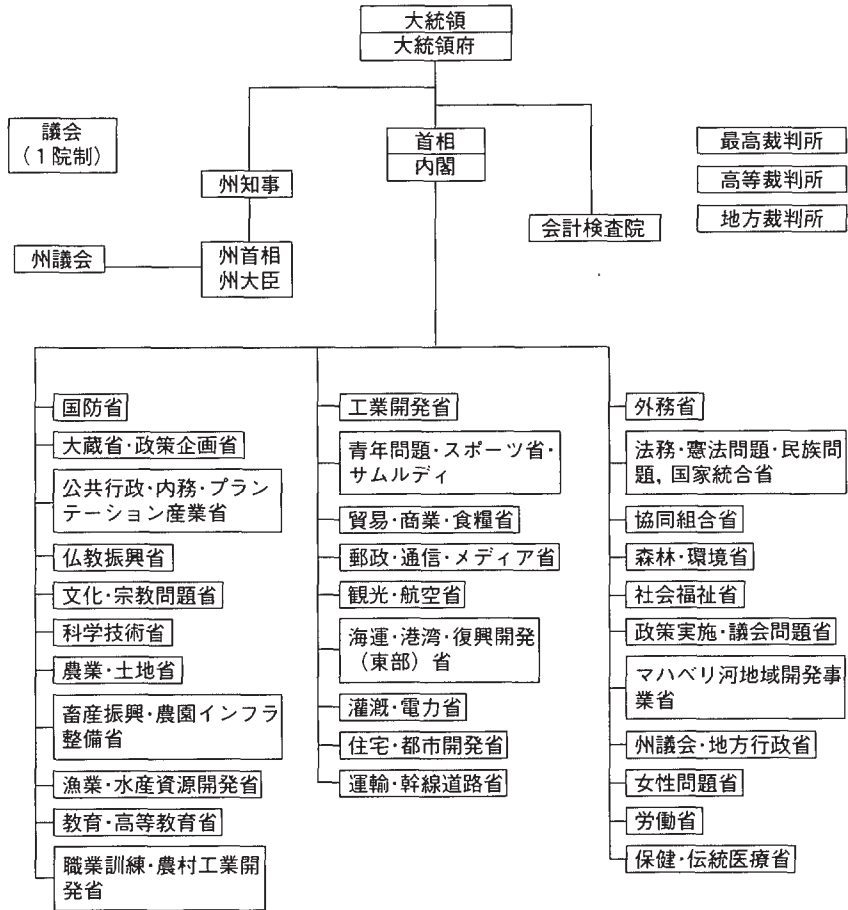 大統領
大統領府
議会
（1院制）
首相
内閣
最高裁判所
高等裁判所
地方裁判所
州知事
会計検査院
州議会
州首相
州大臣
国防省
大蔵省･政策企画省
公共行政･内務･プラン
テーション産業省
仏教振興省
文化･宗教問題省
科学技術省
農業･土地省
畜産振興･農園インフラ
整備省
漁業･水産資源開発省
教育･高等教育省
職業訓練･農村工業開
発省
工業開発省
青年問題･スポーツ省･
サムルディ
貿易･商業･食糧省
郵政･通信･メディア省
観光･航空省
海運･港湾･復興開発
（東部）省
灌漑･電力省
住宅･都市開発省
運輸･幹線道路省
外務省
法務･憲法問題･民族問
題，国家統合省
協同組合省
森林･環境省
社会福祉省
政策実施･議会問題省
マハベリ河地域開発事
業省
州議会･地方行政省
女性問題省
労働省
保健･伝統医療省